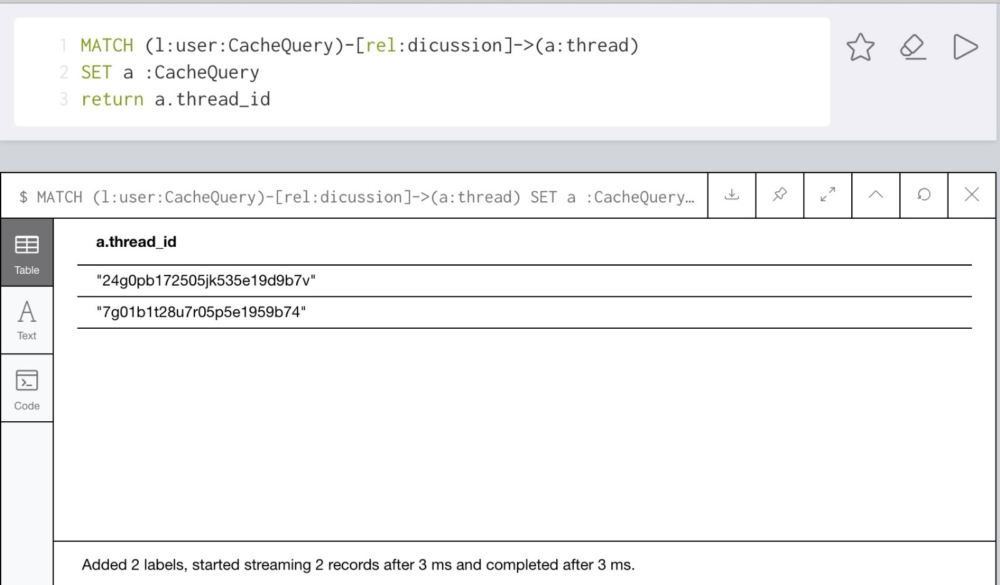 1 MATCH (l:user:CacheQuery)-[rel:dicussion]->(a:thread)
2 SET a :CacheQuery
3 return a.thread_id
$ MATCH (l:user:CacheQuery)-[rel:dicussion]->(a:thread) SET a :CacheQuery…
Table
Text
Code
a.thread_id
"24g0pb172505jk535e19d9b7v"
"7g01b1t28u7r05p5e1959b74"
Added 2 labels, started streaming 2 records after 3 ms and completed after 3 ms.